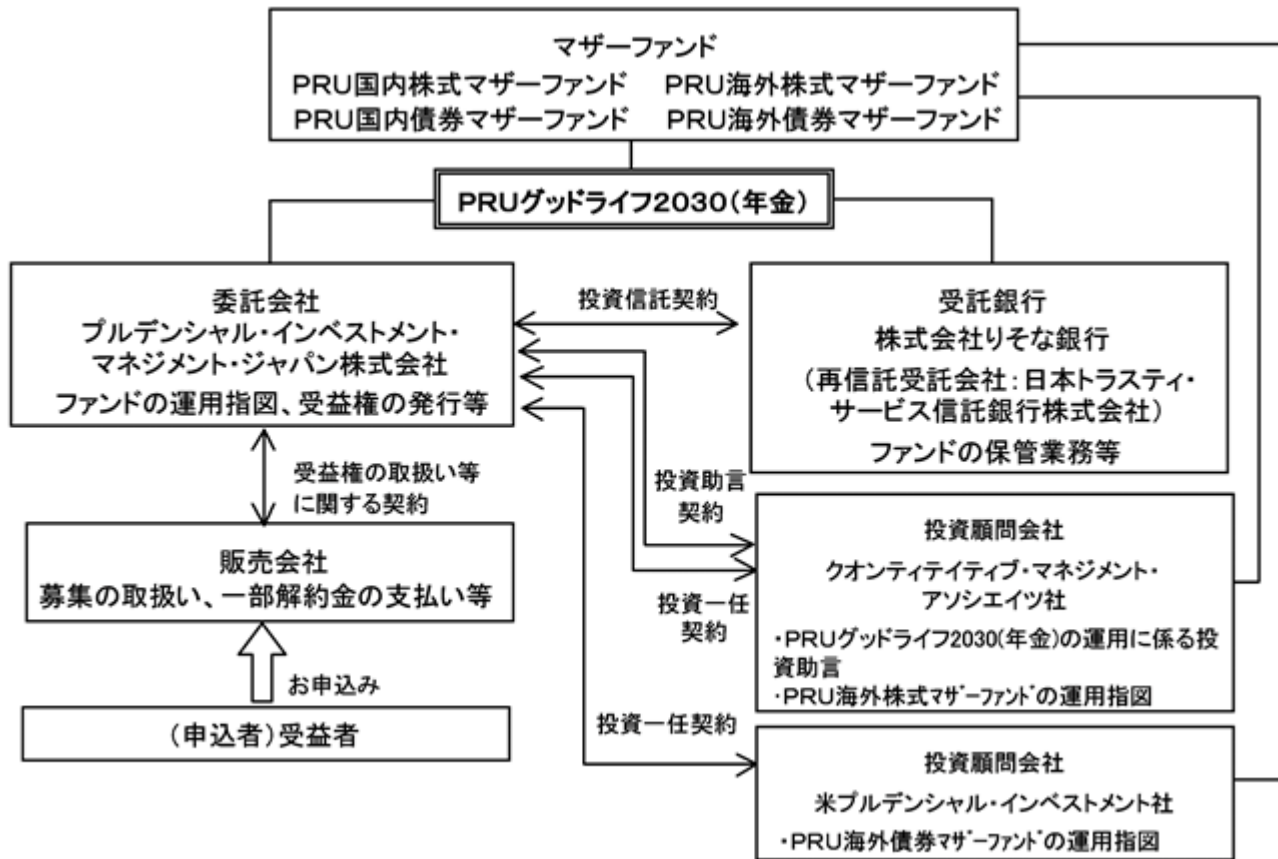 マザーファンド
PRU国内株式マザーファンド PRU海外株式マザーファンド
PRU国内債券マザーファンド PRU海外債券マザーファンド
PRUグッドライフ2030(年金)
委託会社
プルデンシャル・インベストメント・
マネジメント・ジャパン株式会社
ファンドの運用指図、受益権の発行等
投資信託契約
受託銀行
株式会社りそな銀行
(再信託受託会社:日本トラスティ・
サービス信託銀行株式会社)
ファンドの保管業務等
受益権の取扱い等
に関する契約
投資助言
契約
販売会社
募集の取扱い、一部解約金の支払い等
投資顧問会社
クオンティテイティブ・マネジメント・
アソシエイツ社
・PRUグッドライフ2030(年金)の運用に係る投
資助言
・PRU海外株式マザーファンドの運用指図
投資一任
契約
お申込み
(申込者)受益者
投資一任契約
投資顧問会社
米プルデンシャル・インベストメント社
・PRU海外債券マザーファンドの運用指図